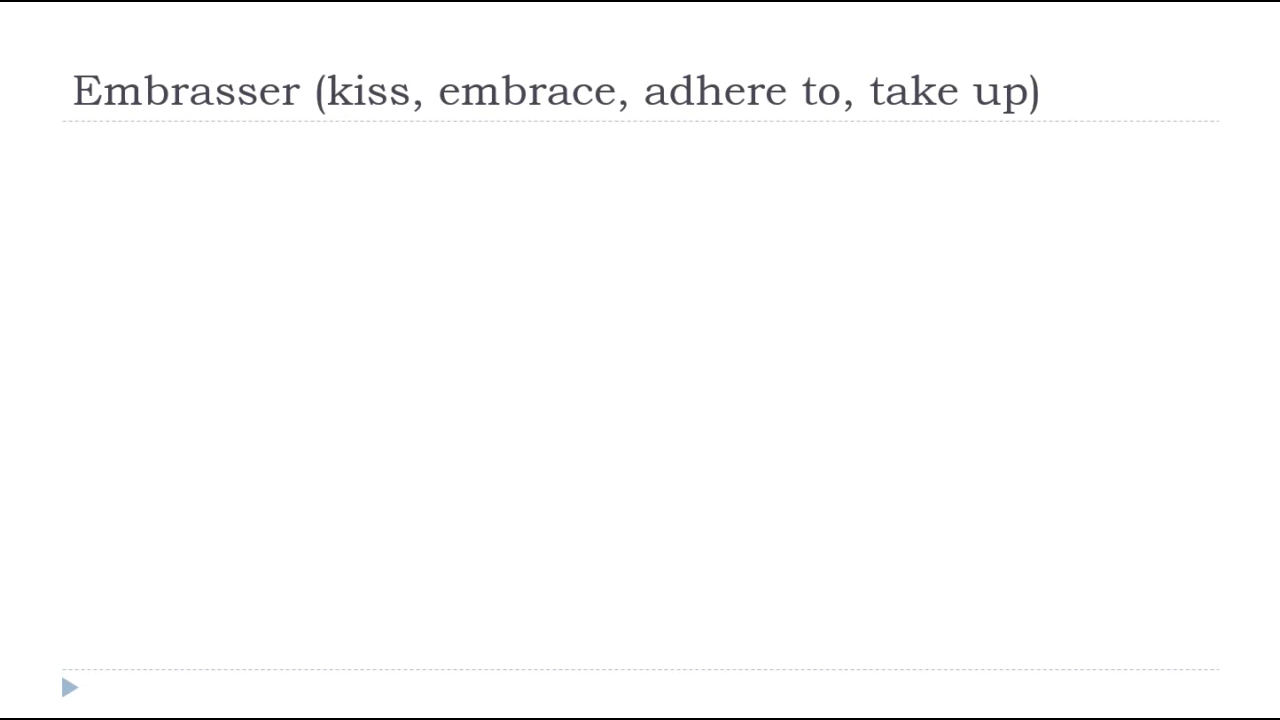 Embrasser (kiss, embrace, adhere to, take up)